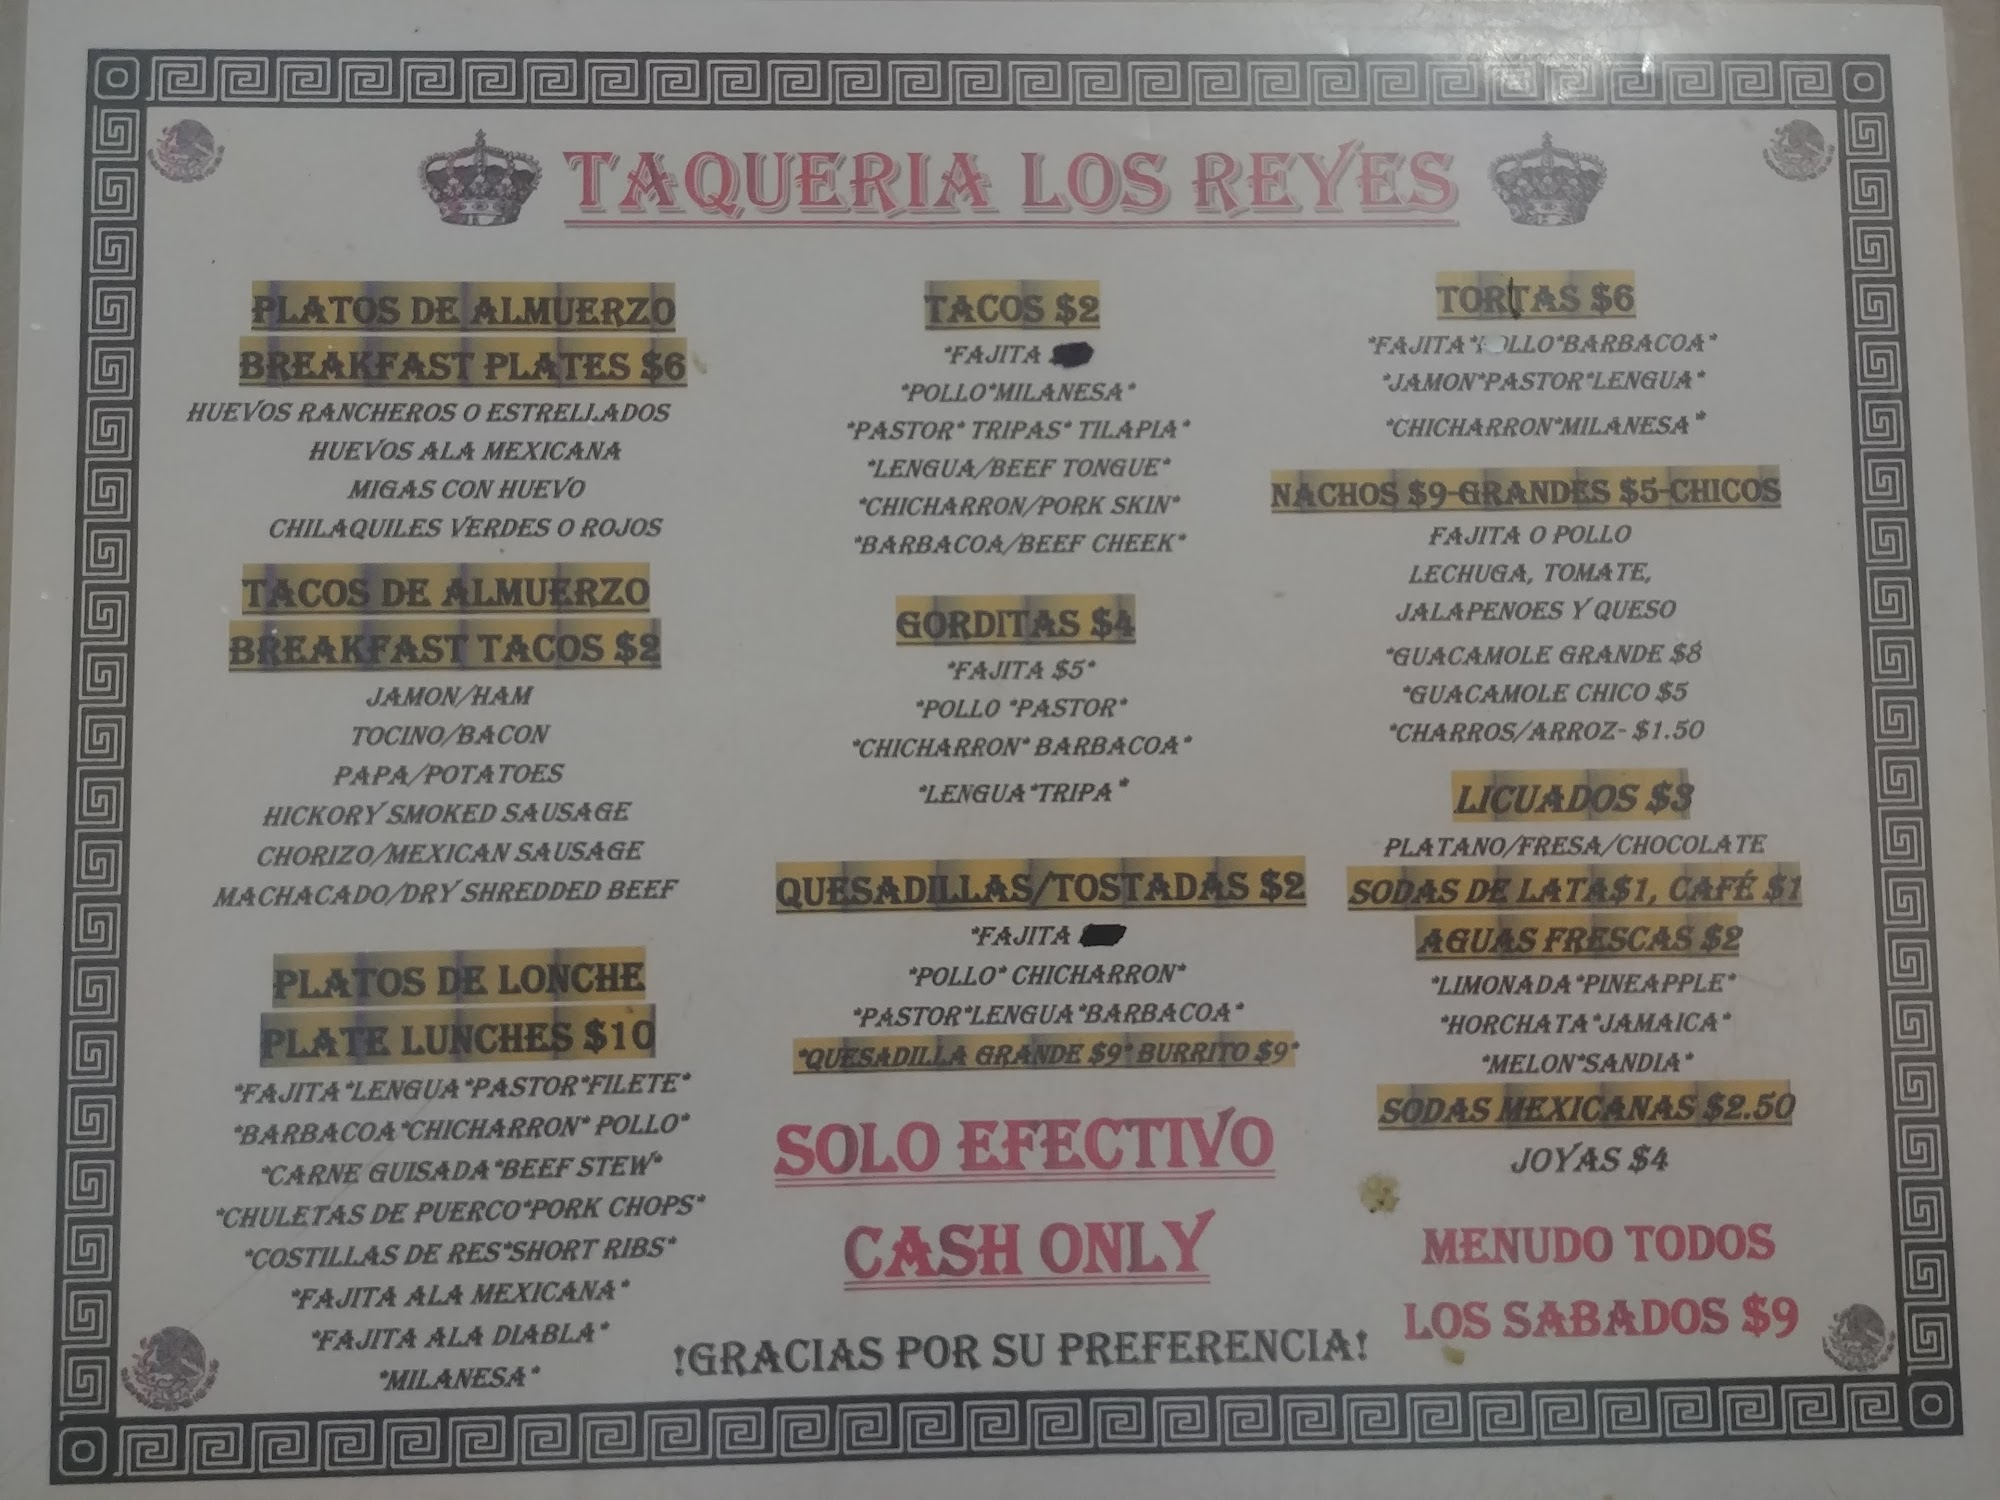 TAQUERIA LOS REYES
PLATOS DE ALMUERZO
BREAKFAST PLATES $6
HUEVOS RANCHEROS O ESTRELLADOS
HUEVOS ALA MEXICANA
MIGAS CON HUEVO
CHILAQUILES VERDES O ROJOS
TACOS DE ALMUERZO
BREAKFAST TACOS $2
JAMON/HAM
TOCINO/BACON
PAPA/POTATOES
HICKORY SMOKED SAUSAGE
CHORIZO/MEXICAN SAUSAGE
MACHACADO/DRY SHREDDED BEEF
PLATOS DE LONCHE
PLATE LUNCHES $10
*FAJITA*LENGUA*PASTOR*FILETE*
*BARBACOA*CHICHARRON* POLLO*
*CARNE GUISADA*BEEF STEW*
*CHULETAS DE PUERCO*PORK CHOPS*
*COSTILLAS DE RES*SHORT RIBS*
*FAJITA ALA MEXICANA*
*FAJITA ALA DIABLA*
*MILANESA*
TACOS $2
*FAJITA
*POLLO*MILANESA*
*PASTOR* TRIPAS* TILAPIA*
*LENGUA/BEEF TONGUE*
*CHICHARRON/PORK SKIN*
*BARBACOA/BEEF CHEEK*
GORDITAS $4
*FAJITA $5*
*POLLO *PASTOR*
*CHICHARRON* BARBACOA*
*LENGUA*TRIPA*
QUESADILLAS/TOSTADAS $2
*FAJITA
*POLLO* CHICHARRON*
*PASTOR*LENGUA*BARBACOA*
*QUESADILLA GRANDE $9* BURRITO $9*
SOLO EFECTIVO
CASH ONLY
!GRACIAS POR SU PREFERENCIA!
TORTAS $6
*FAJITA*POLLO*BARBACOA*
*JAMON*PASTOR*LENGUA*
*CHICHARRON*MILANESA*
NACHOS $9-GRANDES $5-CHICOS
FAJITA O POLLO
LECHUGA, TOMATE,
JALAPENOES Y QUESO
*GUACAMOLE GRANDE $8
*GUACAMOLE CHICO $5
*CHARROS/ARROZ- $1.50
LICUADOS $3
PLATANO/FRESA/CHOCOLATE
SODAS DE LATA$1, CAFÉ $1
AGUAS FRESCAS $2
*LIMONADA*PINEAPPLE*
*HORCHATA*JAMAICA*
*MELON*SANDIA*
SODAS MEXICANAS $2.50
JOYAS $4
MENUDO TODOS
LOS SABADOS $9